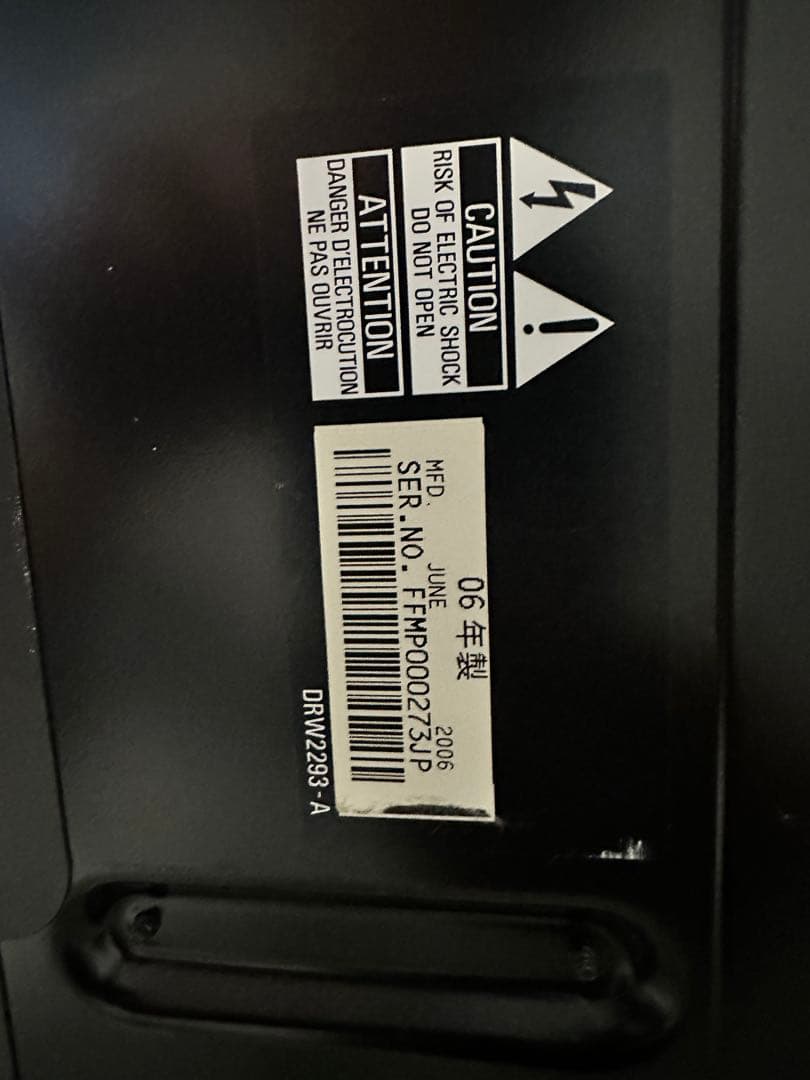 CAUTION
RISK OF ELECTRIC SHOCK
DO NOT OPEN
ATTENTION
DANGER D'ELECTROCUTION
NE PAS OUVRIR
06 年製
MFD. JUNE 2006
SER.NO. FFMP000273JP
DRW2293-A